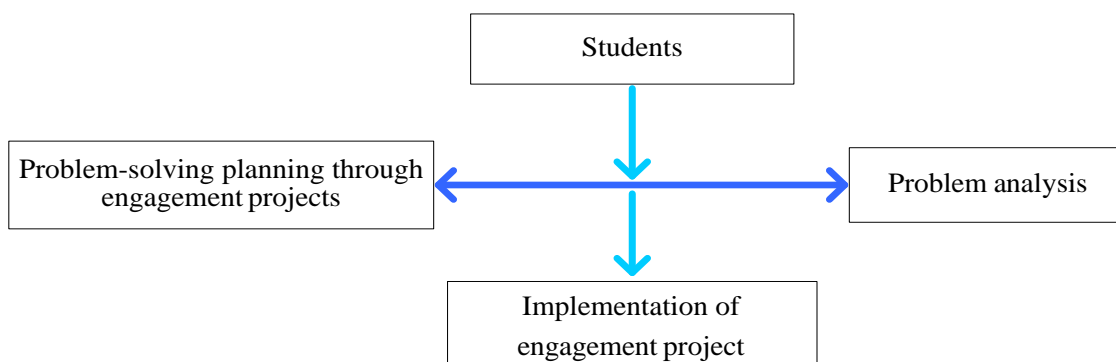 Students
Problem-solving planning through
engagement projects
Problem analysis
Implementation of
engagement project